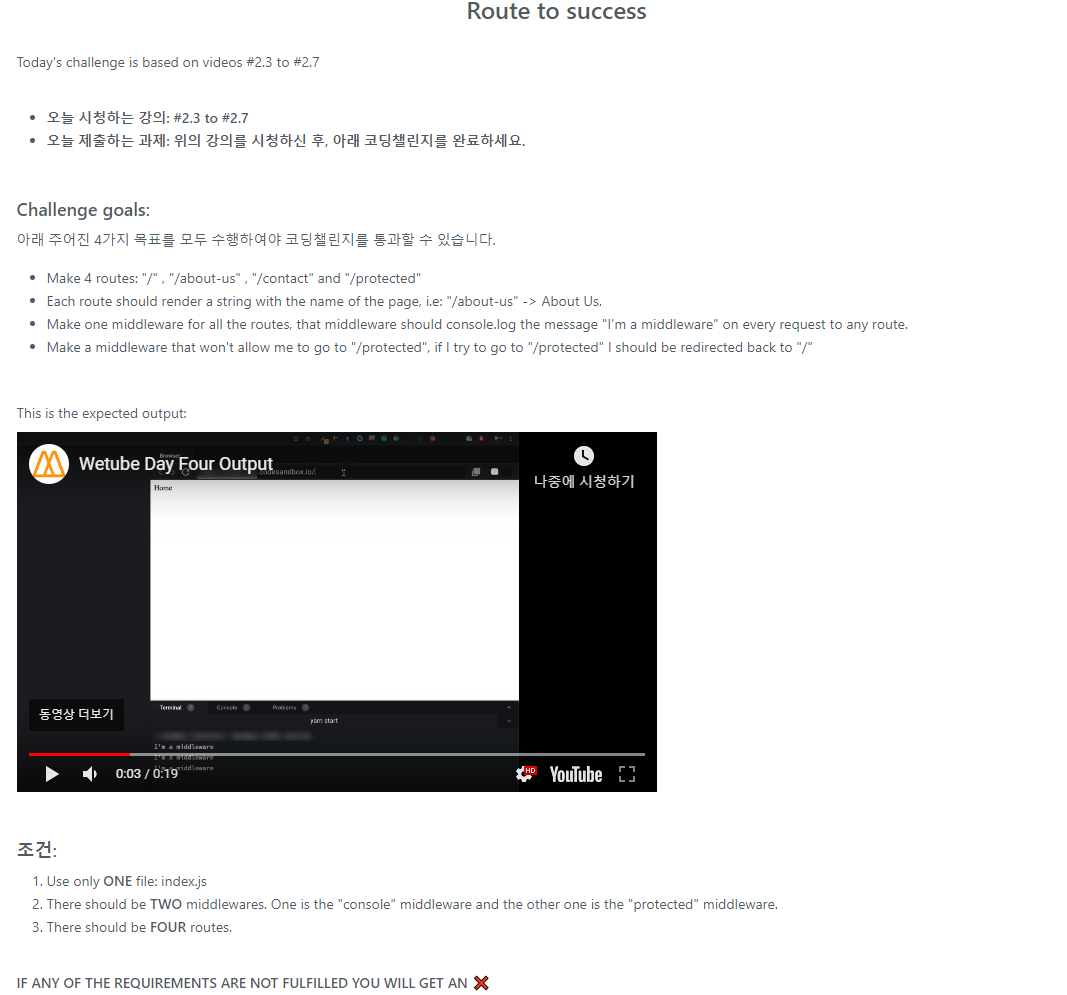 Route to success
Today's challenge is based on videos #2.3 to #2.7
오늘 시청하는 강의: #2.3 to #2.7
오늘 제출하는 과제: 위의 강의를 시청하신 후, 아래 코딩챌린지를 완료하세요.
Challenge goals:
아래 주어진 4가지 목표를 모두 수행하여야 코딩챌린지를 통과할 수 있습니다.
Make 4 routes: "/" , "/about-us" , "/contact" and "/protected"
Each route should render a string with the name of the page, i.e: "/about-us" -> About Us.
Make one middleware for all the routes, that middleware should console.log the message "I'm a middleware" on every request to any route.
Make a middleware that won't allow me to go to "/protected", if I try to go to "/protected" I should be redirected back to "/"
This is the expected output:
Browser
Wetube Day Four Output
.codesandbox.io/
나중에 시청하기
Home
동영상 더보기
Terminal Console Problems
yarn start
I'm a middleware
I'm a middleware
I'm a middleware
0:03 / 0:19
HD
YouTube
조건:
1. Use only ONE file: index.js
2. There should be TWO middlewares. One is the "console" middleware and the other one is the "protected" middleware.
3. There should be FOUR routes.
IF ANY OF THE REQUIREMENTS ARE NOT FULFILLED YOU WILL GET AN ❌